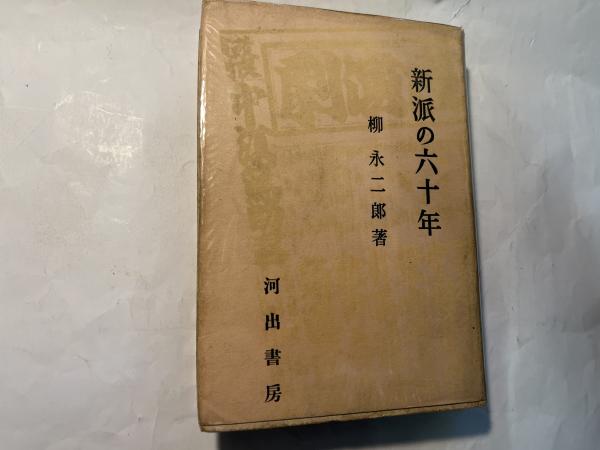 新派の六十年
柳永二郎著
河出書房